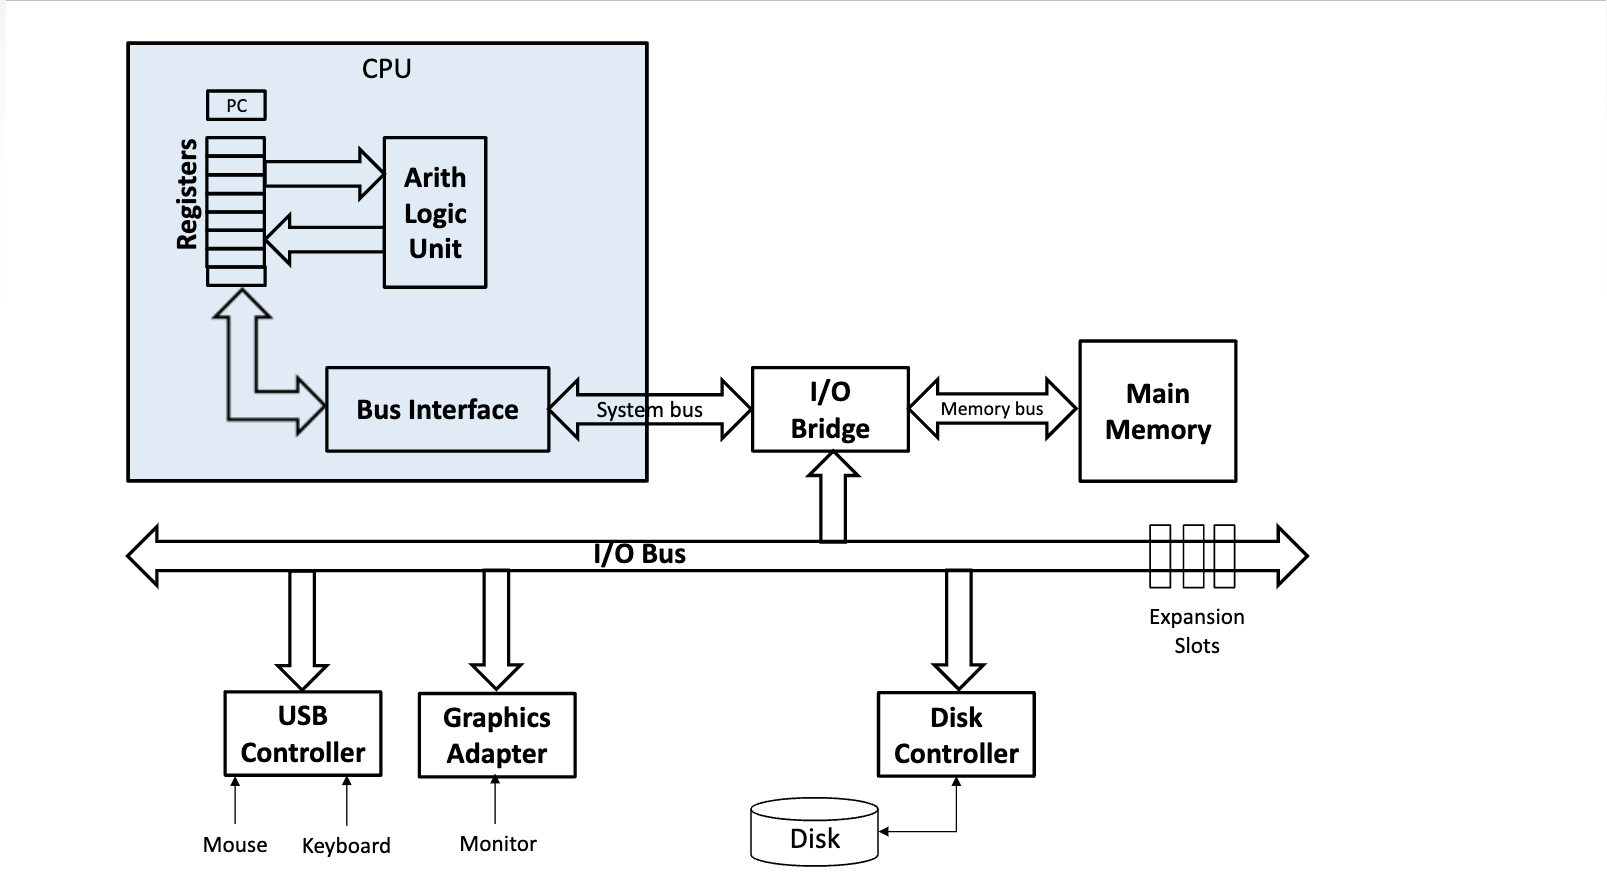 CPU
PC
Registers
Arith
Logic
Unit
Bus Interface
System bus
I/O
Bridge
Memory bus
Main
Memory
I/O Bus
Expansion
Slots
USB
Controller
Graphics
Adapter
Disk
Controller
Mouse
Keyboard
Monitor
Disk